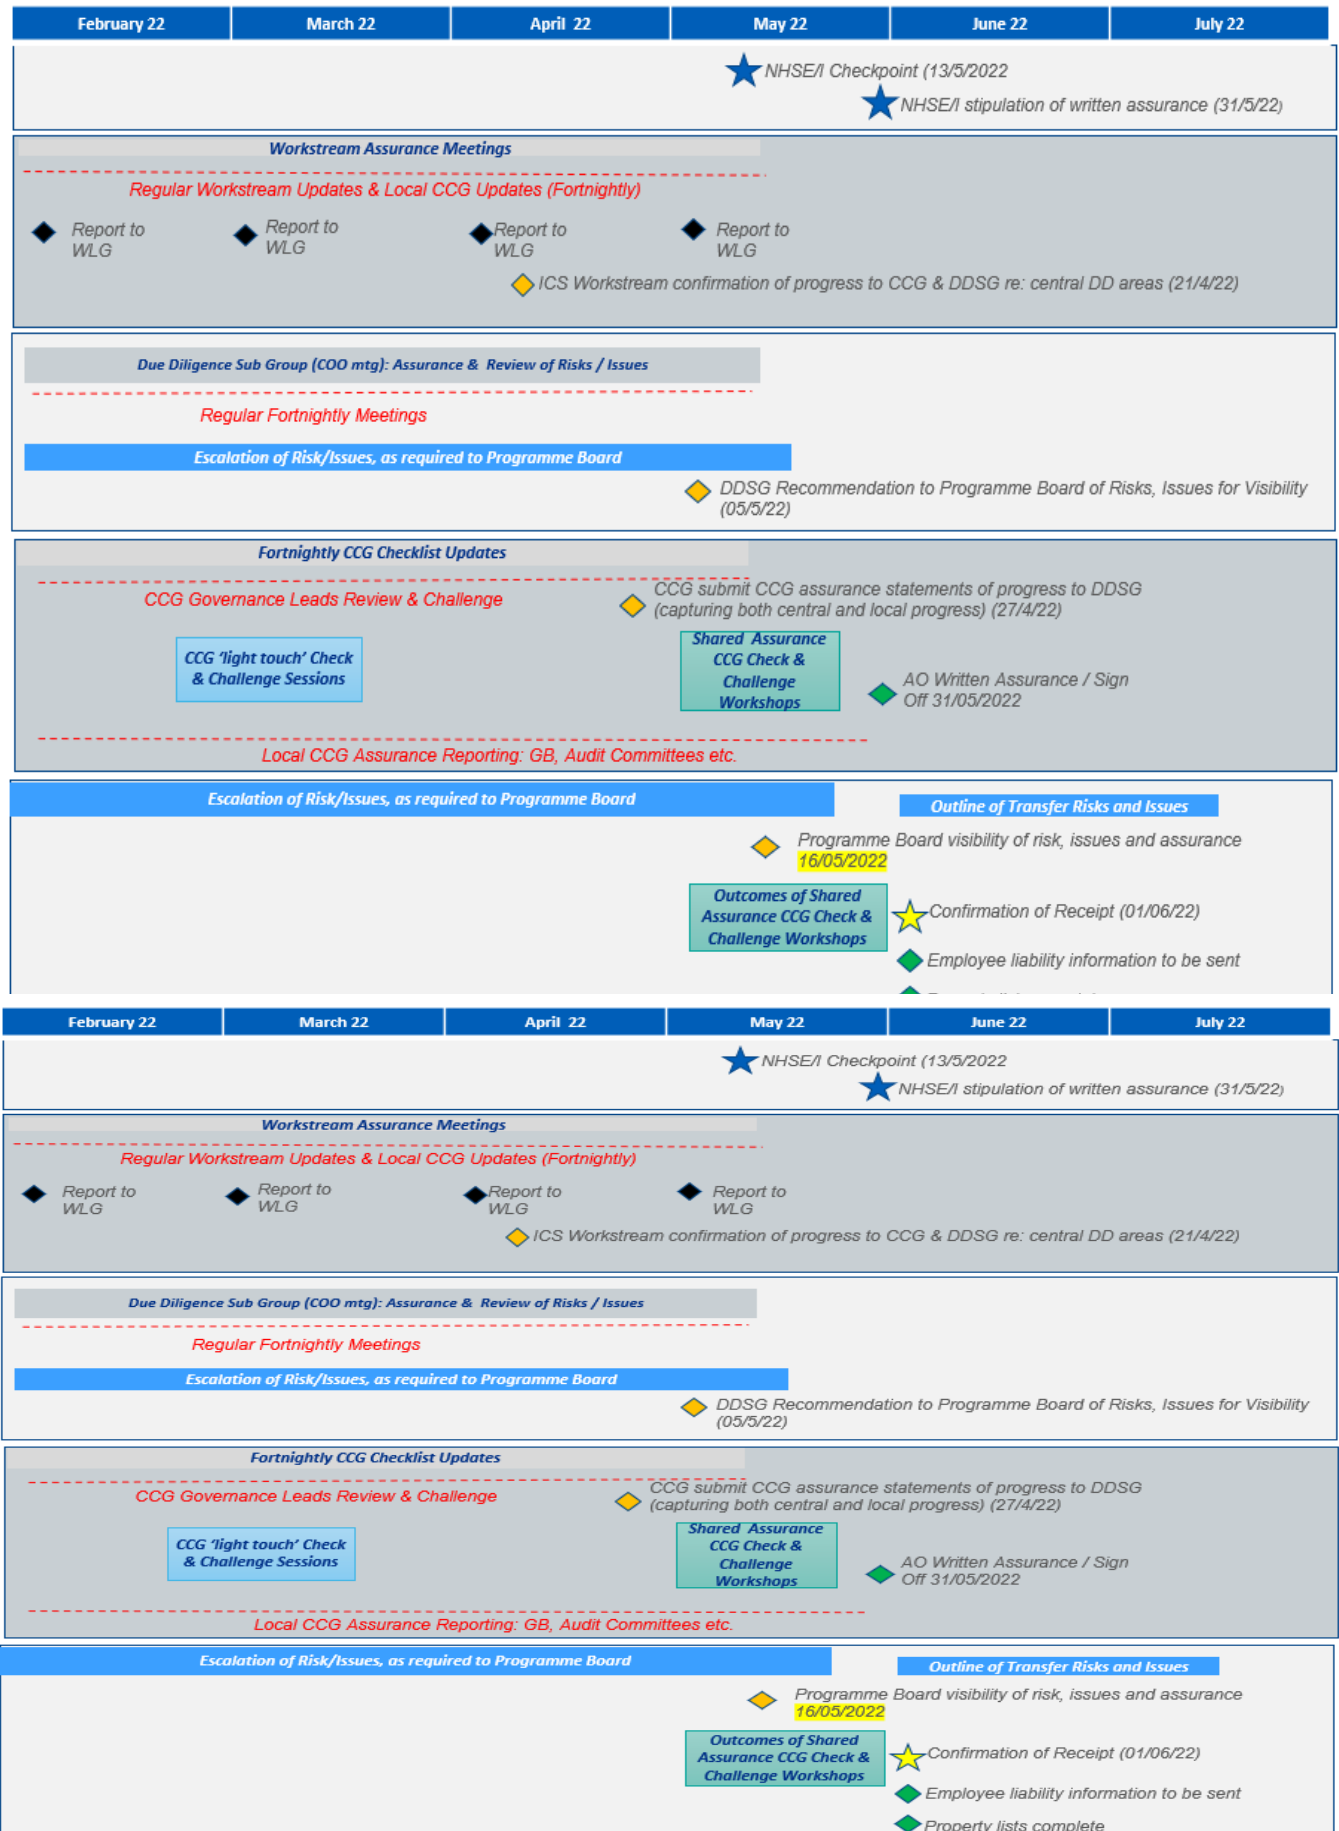 February 22 March 22 April 22 May 22 June 22 July 22
NHSE/I Checkpoint (13/5/2022
NHSE/I stipulation of written assurance (31/5/22)
Workstream Assurance Meetings
Regular Workstream Updates & Local CCG Updates (Fortnightly)
Report to Report to Report to Report to
WLG WLG WLG WLG
ICS Workstream confirmation of progress to CCG & DDSG re: central DD areas (21/4/22)
Due Diligence Sub Group (COO mtg): Assurance & Review of Risks / Issues
Regular Fortnightly Meetings
Escalation of Risk/Issues, as required to Programme Board
DDSG Recommendation to Programme Board of Risks, Issues for Visibility
(05/5/22)
Fortnightly CCG Checklist Updates
CCG Governance Leads Review & Challenge
CCG submit CCG assurance statements of progress to DDSG
(capturing both central and local progress) (27/4/22)
CCG 'light touch' Check
& Challenge Sessions
Shared Assurance
CCG Check &
Challenge
Workshops
AO Written Assurance / Sign
Off 31/05/2022
Local CCG Assurance Reporting: GB, Audit Committees etc.
Escalation of Risk/Issues, as required to Programme Board
Outline of Transfer Risks and Issues
Programme Board visibility of risk, issues and assurance
16/05/2022
Outcomes of Shared
Assurance CCG Check &
Challenge Workshops
Confirmation of Receipt (01/06/22)
Employee liability information to be sent
February 22 March 22 April 22 May 22 June 22 July 22
NHSE/I Checkpoint (13/5/2022
NHSE/I stipulation of written assurance (31/5/22)
Workstream Assurance Meetings
Regular Workstream Updates & Local CCG Updates (Fortnightly)
Report to Report to Report to Report to
WLG WLG WLG WLG
ICS Workstream confirmation of progress to CCG & DDSG re: central DD areas (21/4/22)
Due Diligence Sub Group (COO mtg): Assurance & Review of Risks / Issues
Regular Fortnightly Meetings
Escalation of Risk/Issues, as required to Programme Board
DDSG Recommendation to Programme Board of Risks, Issues for Visibility
(05/5/22)
Fortnightly CCG Checklist Updates
CCG Governance Leads Review & Challenge
CCG submit CCG assurance statements of progress to DDSG
(capturing both central and local progress) (27/4/22)
CCG 'light touch' Check
& Challenge Sessions
Shared Assurance
CCG Check &
Challenge
Workshops
AO Written Assurance / Sign
Off 31/05/2022
Local CCG Assurance Reporting: GB, Audit Committees etc.
Escalation of Risk/Issues, as required to Programme Board
Outline of Transfer Risks and Issues
Programme Board visibility of risk, issues and assurance
16/05/2022
Outcomes of Shared
Assurance CCG Check &
Challenge Workshops
Confirmation of Receipt (01/06/22)
Employee liability information to be sent
Property lists complete